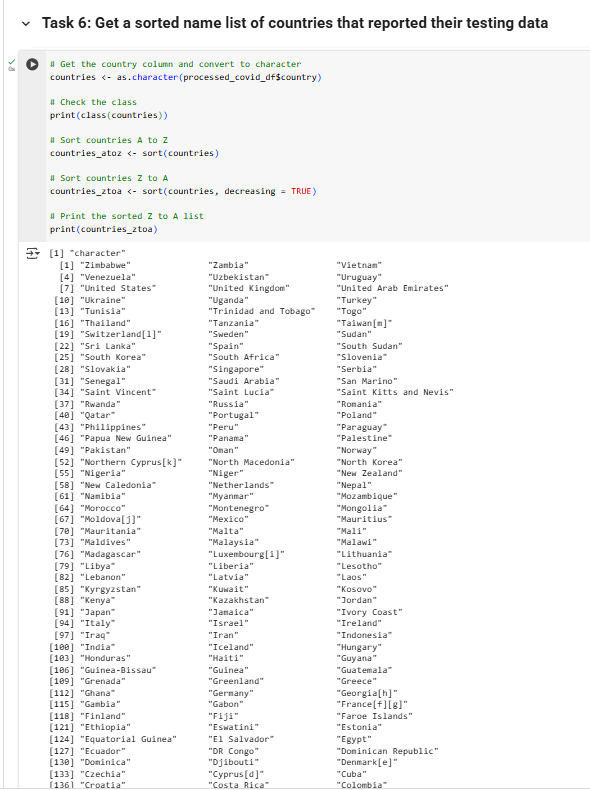 Task 6: Get a sorted name list of countries that reported their testing data
0s
# Get the country column and convert to character
countries <- as.character(processed_covid_df$country)
# Check the class
print(class(countries))
# Sort countries A to Z
countries_atoz <- sort(countries)
# Sort countries Z to A
countries_ztoa <- sort(countries, decreasing = TRUE)
# Print the sorted Z to A list
print(countries_ztoa)
[1] "character"
[1] "Zimbabwe" "Zambia" "Vietnam"
[4] "Venezuela" "Uzbekistan" "Uruguay"
[7] "United States" "United Kingdom" "United Arab Emirates"
[10] "Ukraine" "Uganda" "Turkey"
[13] "Tunisia" "Trinidad and Tobago" "Togo"
[16] "Thailand" "Tanzania" "Taiwan[m]"
[19] "Switzerland[l]" "Sweden" "Sudan"
[22] "Sri Lanka" "Spain" "South Sudan"
[25] "South Korea" "South Africa" "Slovenia"
[28] "Slovakia" "Singapore" "Serbia"
[31] "Senegal" "Saudi Arabia" "San Marino"
[34] "Saint Vincent" "Saint Lucia" "Saint Kitts and Nevis"
[37] "Rwanda" "Russia" "Romania"
[40] "Qatar" "Portugal" "Poland"
[43] "Philippines" "Peru" "Paraguay"
[46] "Papua New Guinea" "Panama" "Palestine"
[49] "Pakistan" "Oman" "Norway"
[52] "Northern Cyprus[k]" "North Macedonia" "North Korea"
[55] "Nigeria" "Niger" "New Zealand"
[58] "New Caledonia" "Netherlands" "Nepal"
[61] "Namibia" "Myanmar" "Mozambique"
[64] "Morocco" "Montenegro" "Mongolia"
[67] "Moldova[j]" "Mexico" "Mauritius"
[70] "Mauritania" "Malta" "Mali"
[73] "Maldives" "Malaysia" "Malawi"
[76] "Madagascar" "Luxembourg[i]" "Lithuania"
[79] "Libya" "Liberia" "Lesotho"
[82] "Lebanon" "Latvia" "Laos"
[85] "Kyrgyzstan" "Kuwait" "Kosovo"
[88] "Kenya" "Kazakhstan" "Jordan"
[91] "Japan" "Jamaica" "Ivory Coast"
[94] "Italy" "Israel" "Ireland"
[97] "Iraq" "Iran" "Indonesia"
[100] "India" "Iceland" "Hungary"
[103] "Honduras" "Haiti" "Guyana"
[106] "Guinea-Bissau" "Guinea" "Guatemala"
[109] "Grenada" "Greenland" "Greece"
[112] "Ghana" "Germany" "Georgia[h]"
[115] "Gambia" "Gabon" "France[f][g]"
[118] "Finland" "Fiji" "Faroe Islands"
[121] "Ethiopia" "Eswatini" "Estonia"
[124] "Equatorial Guinea" "El Salvador" "Egypt"
[127] "Ecuador" "DR Congo" "Dominican Republic"
[130] "Dominica" "Djibouti" "Denmark[e]"
[133] "Czechia" "Cyprus[d]" "Cuba"
[136] "Croatia" "Costa Rica" "Colombia"